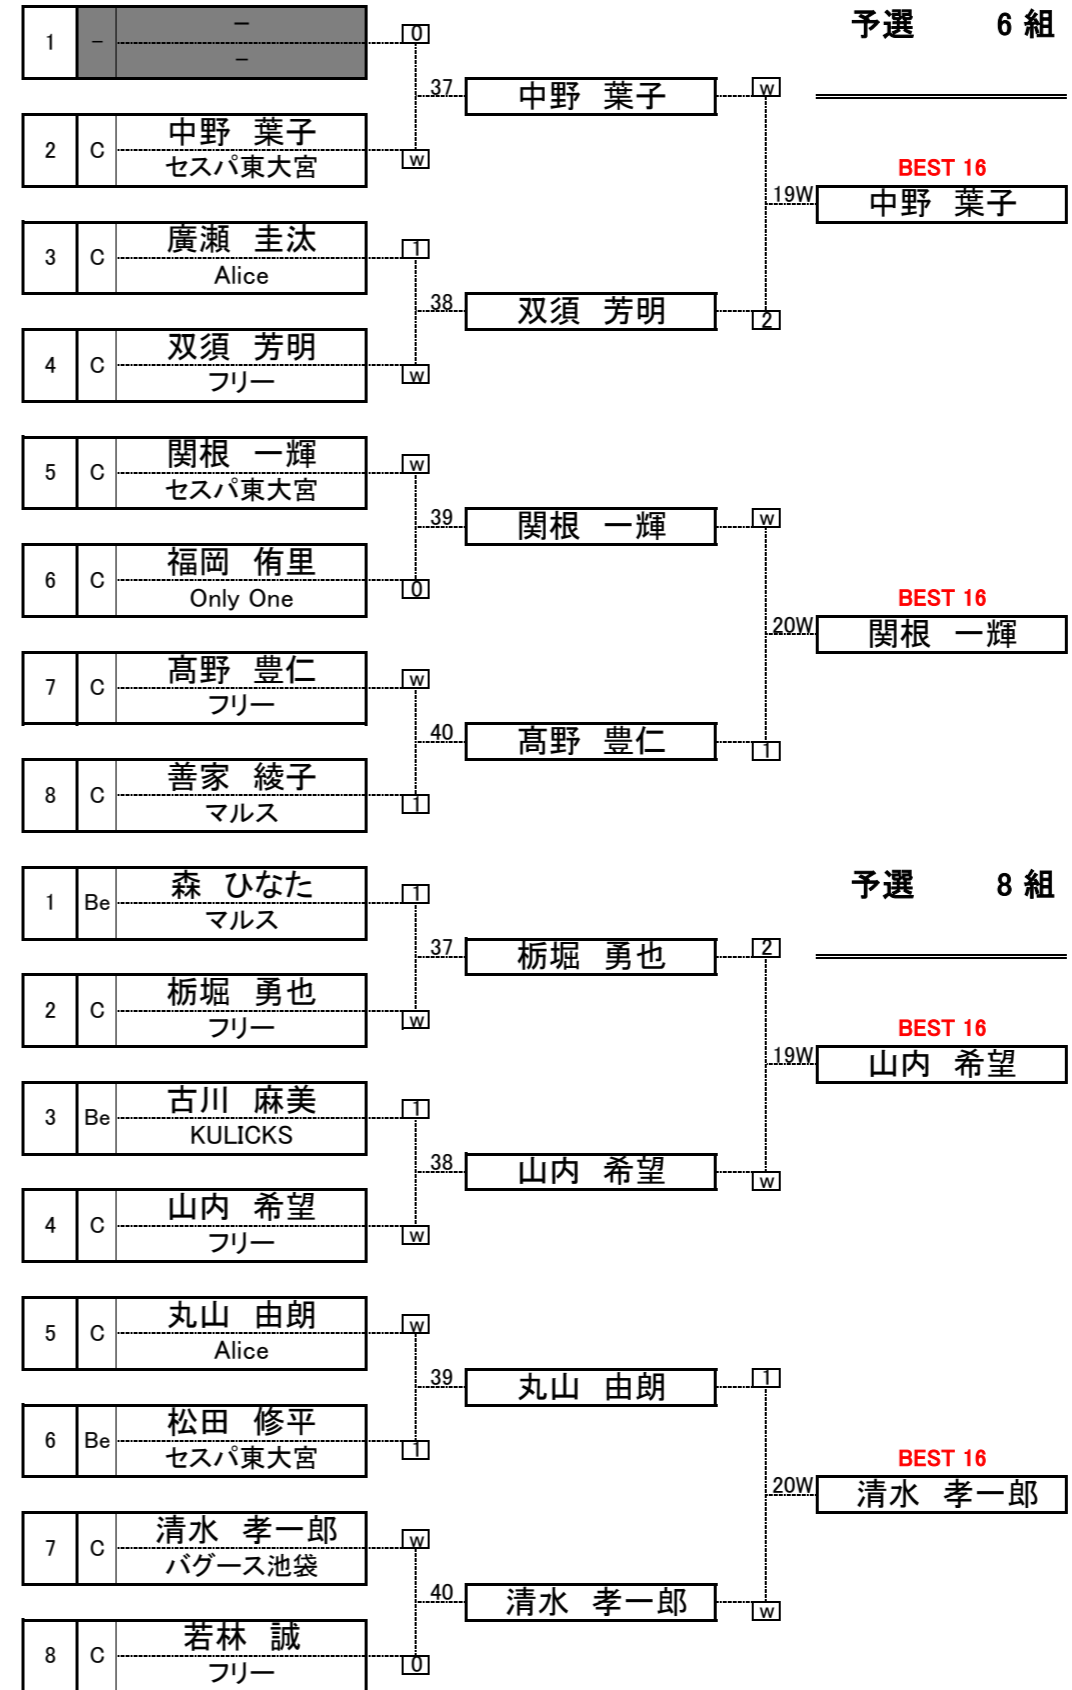 予選 6 組
1 - -
-
0
37 中野 葉子 w
2 C 中野 葉子
セスパ東大宮
w
BEST 16
19W 中野 葉子
3 C 廣瀬 圭汰
Alice
1
38 双須 芳明 2
4 C 双須 芳明
フリー
w
5 C 関根 一輝
セスパ東大宮
w
39 関根 一輝 w
6 C 福岡 侑里
Only One
0
BEST 16
20W 関根 一輝
7 C 髙野 豊仁
フリー
w
40 髙野 豊仁 1
8 C 善家 綾子
マルス
1
予選 8 組
1 Be 森 ひなた
マルス
1
37 栃堀 勇也 2
2 C 栃堀 勇也
フリー
w
BEST 16
19W 山内 希望
3 Be 古川 麻美
KULICKS
1
38 山内 希望 w
4 C 山内 希望
フリー
w
5 C 丸山 由朗
Alice
w
39 丸山 由朗 1
6 Be 松田 修平
セスパ東大宮
1
BEST 16
20W 清水 孝一郎
7 C 清水 孝一郎
バグース池袋
w
40 清水 孝一郎 w
8 C 若林 誠
フリー
0